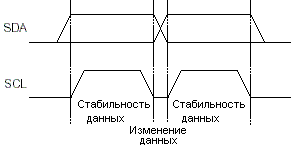 SDA
SCL
Стабильность
данных
Стабильность
данных
Изменение
данных